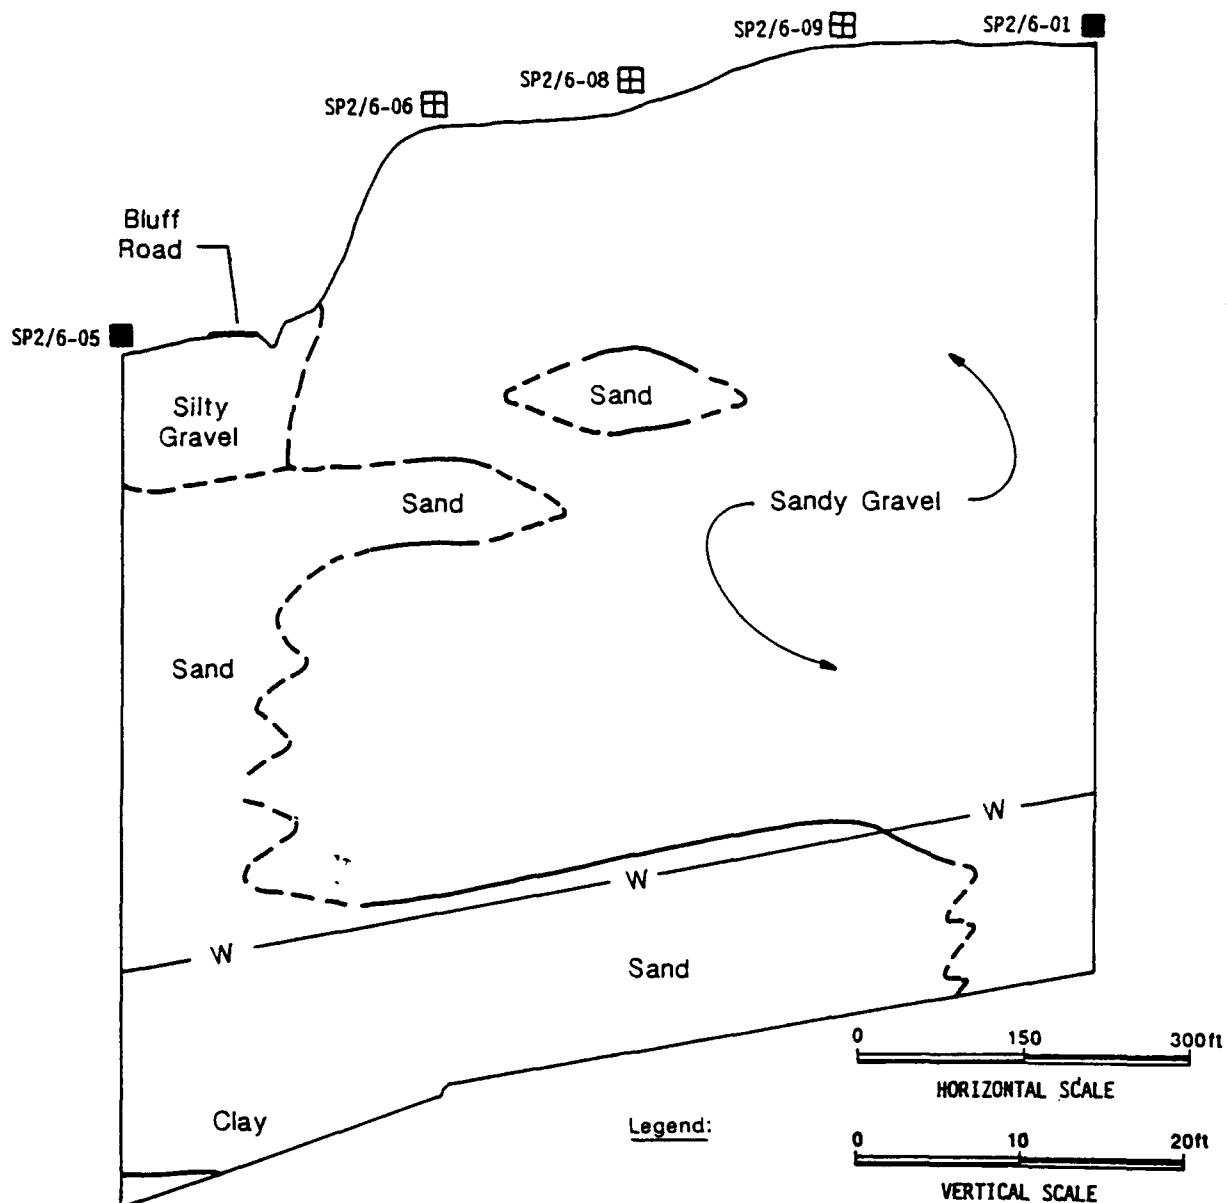 SP2/6-09
SP2/6-01
SP2/6-08
SP2/6-06
Bluff
Road
SP2/6-05
Sand
Silty
Gravel
Sand
Sandy Gravel
Sand
W
W
W
Sand
0 150 300ft
HORIZONTAL SCALE
Clay
Legend:
0 10 20ft
VERTICAL SCALE